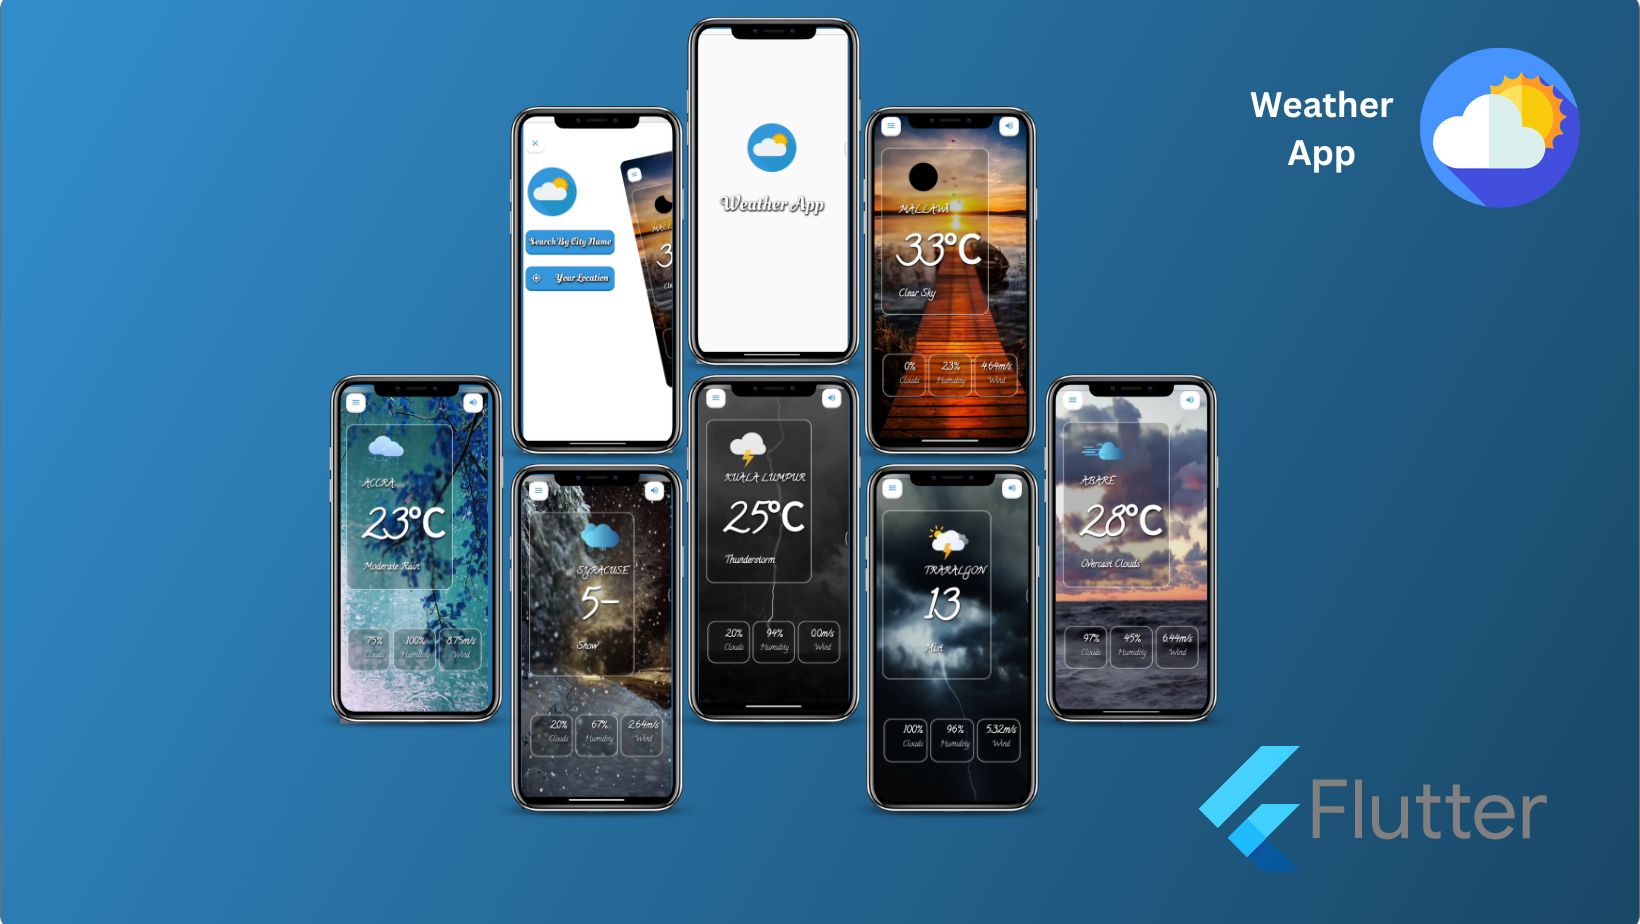 Weather
App
Weather App
Search By City Name
Your Location
MALLAWI
33°C
Clear Sky
0%
Clouds
23%
Humidity
4.64m/s
Wind
ACCRA
23°C
Moderate Rain
75%
Clouds
100%
Humidity
8.75m/s
Wind
SYRACUSE
5-
Snow
20%
Clouds
67%
Humidity
2.64m/s
Wind
KUALA LUMPUR
25°C
Thunderstorm
20%
Clouds
94%
Humidity
0.0m/s
Wind
TRARALGON
13
Mist
100%
Clouds
96%
Humidity
5.32m/s
Wind
ABARE
28°C
Overcast Clouds
97%
Clouds
45%
Humidity
6.44m/s
Wind
Flutter